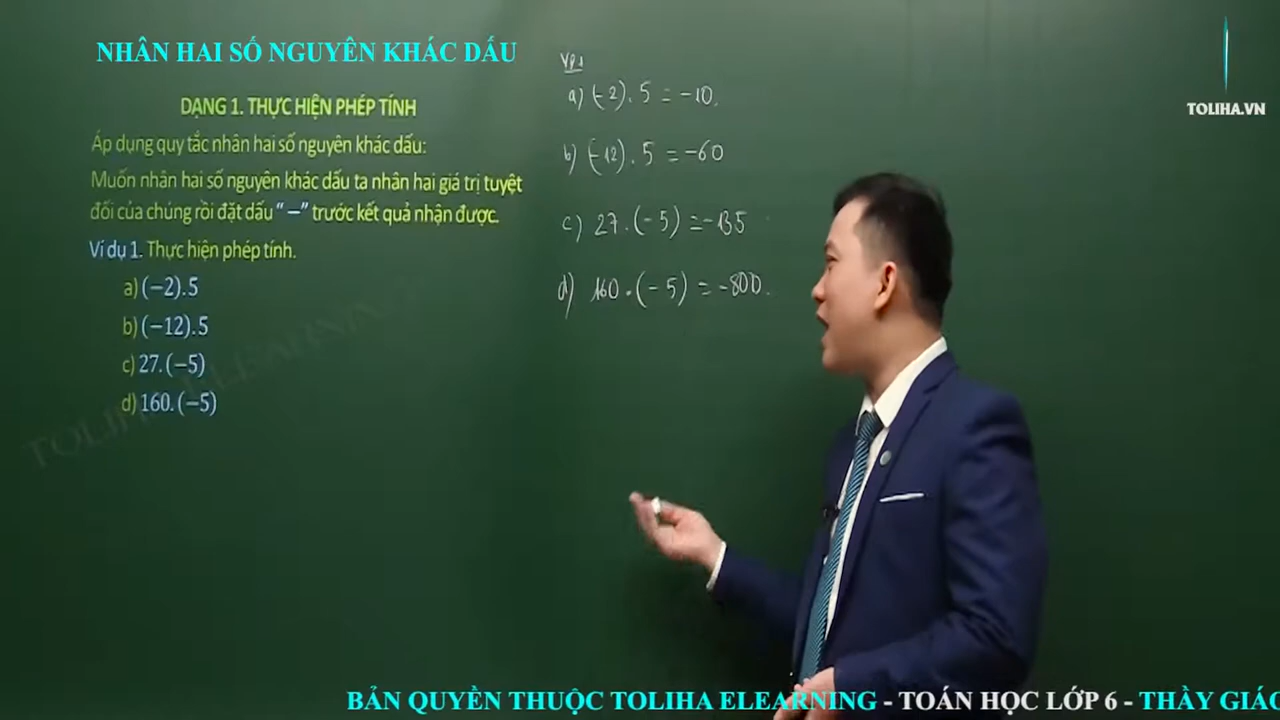 NHÂN HAI SỐ NGUYÊN KHÁC DẤU
DẠNG 1. THỰC HIỆN PHÉP TÍNH
Áp dụng quy tắc nhân hai số nguyên khác dấu:
Muốn nhân hai số nguyên khác dấu ta nhân hai giá trị tuyệt
đối của chúng rồi đặt dấu “ −” trước kết quả nhận được.
Ví dụ 1. Thực hiện phép tính.
a) (−2).5
b) (−12).5
c) 27.(−5)
d) 160.(−5)
TOLIHA ELEARNING
a) (-2). 5 = -10.
b) (-12). 5 = -60
c) 27.(-5) = -135
d) 160.(-5) = -800.
TOLIHA.VN
BẢN QUYỀN THUỘC TOLIHA ELEARNING - TOÁN HỌC LỚP 6 - THẦY GIÁO